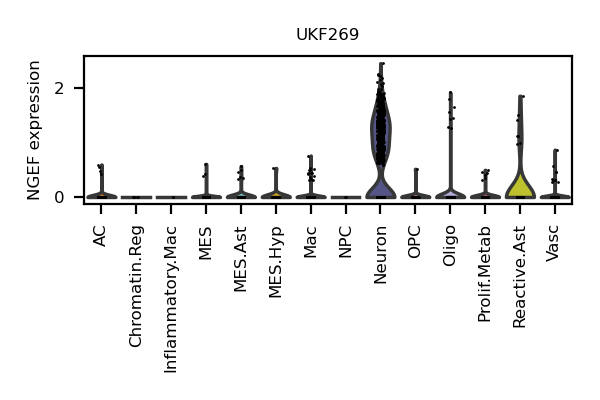 UKF269
NGEF expression
2
0
AC
Chromatin.Reg
Inflammatory.Mac
MES
MES.Ast
MES.Hyp
Mac
NPC
Neuron
OPC
Oligo
Prolif.Metab
Reactive.Ast
Vasc